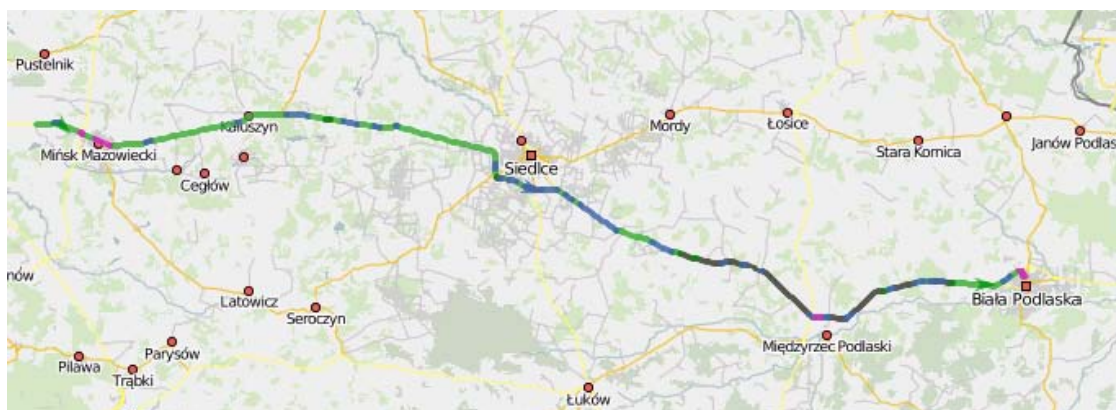 Pustelnik
Kałuszyn
Mińsk Mazowiecki
Cegłów
Siedlce
Mordy
Łosice
Stara Kornica
Janów Podlas
nów
Latowicz
Seroczyn
Biała Podlaska
Międzyrzec Podlaski
Parysów
Pilawa
Trąbki
Łuków